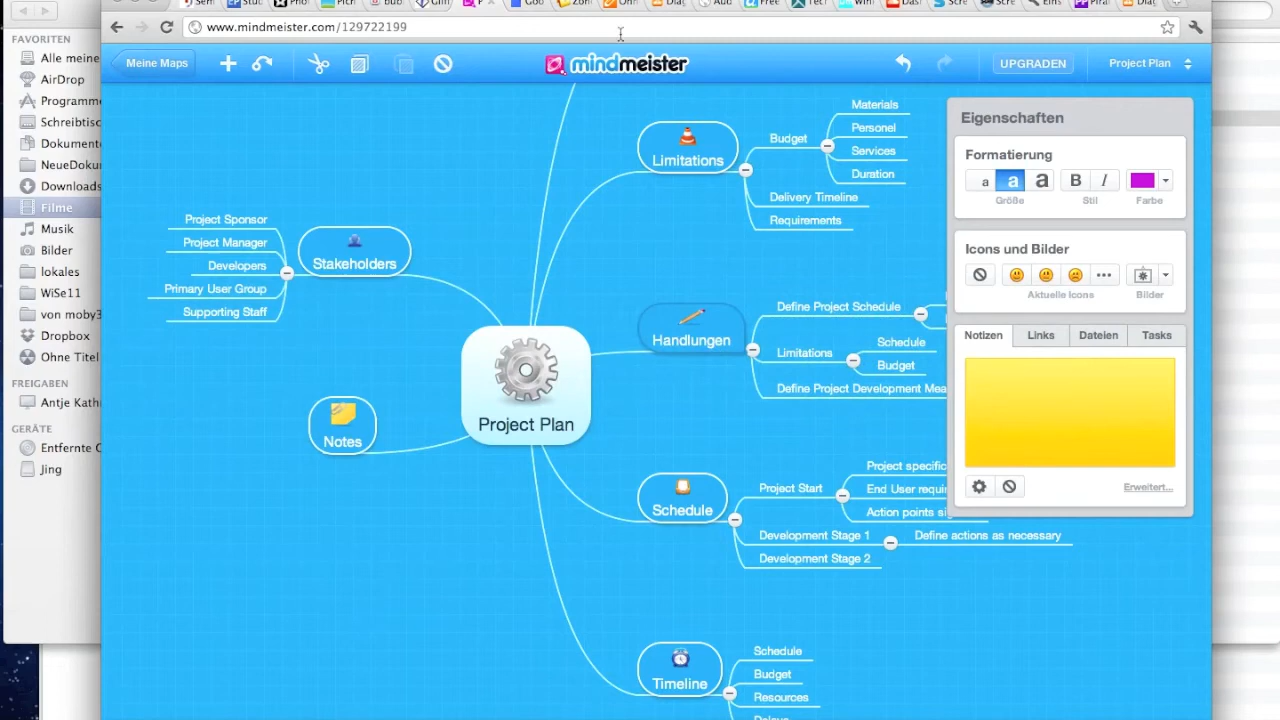 FAVORITEN
Alle meine
AirDrop
Programme
Schreibtisc
Dokumente
NeueDokum
Downloads
Filme
Musik
Bilder
lokales
WiSe11
von moby3
Dropbox
Ohne Titel
FREIGABEN
Antje Kath
GERÄTE
Entfernte C
Jing
www.mindmeister.com/129722199
Meine Maps
mindmeister
UPGRADEN
Project Plan
Limitations
Budget
Materials
Personel
Services
Duration
Delivery Timeline
Requirements
Stakeholders
Project Sponsor
Project Manager
Developers
Primary User Group
Supporting Staff
Handlungen
Define Project Schedule
Limitations
Schedule
Budget
Define Project Development Mea
Project Plan
Notes
Schedule
Project Start
Project specific
End User requir
Action points si
Development Stage 1
Define actions as necessary
Development Stage 2
Timeline
Schedule
Budget
Resources
Eigenschaften
Formatierung
a a a B I
Größe Stil Farbe
Icons und Bilder
Aktuelle Icons Bilder
Notizen Links Dateien Tasks
Erweitert...